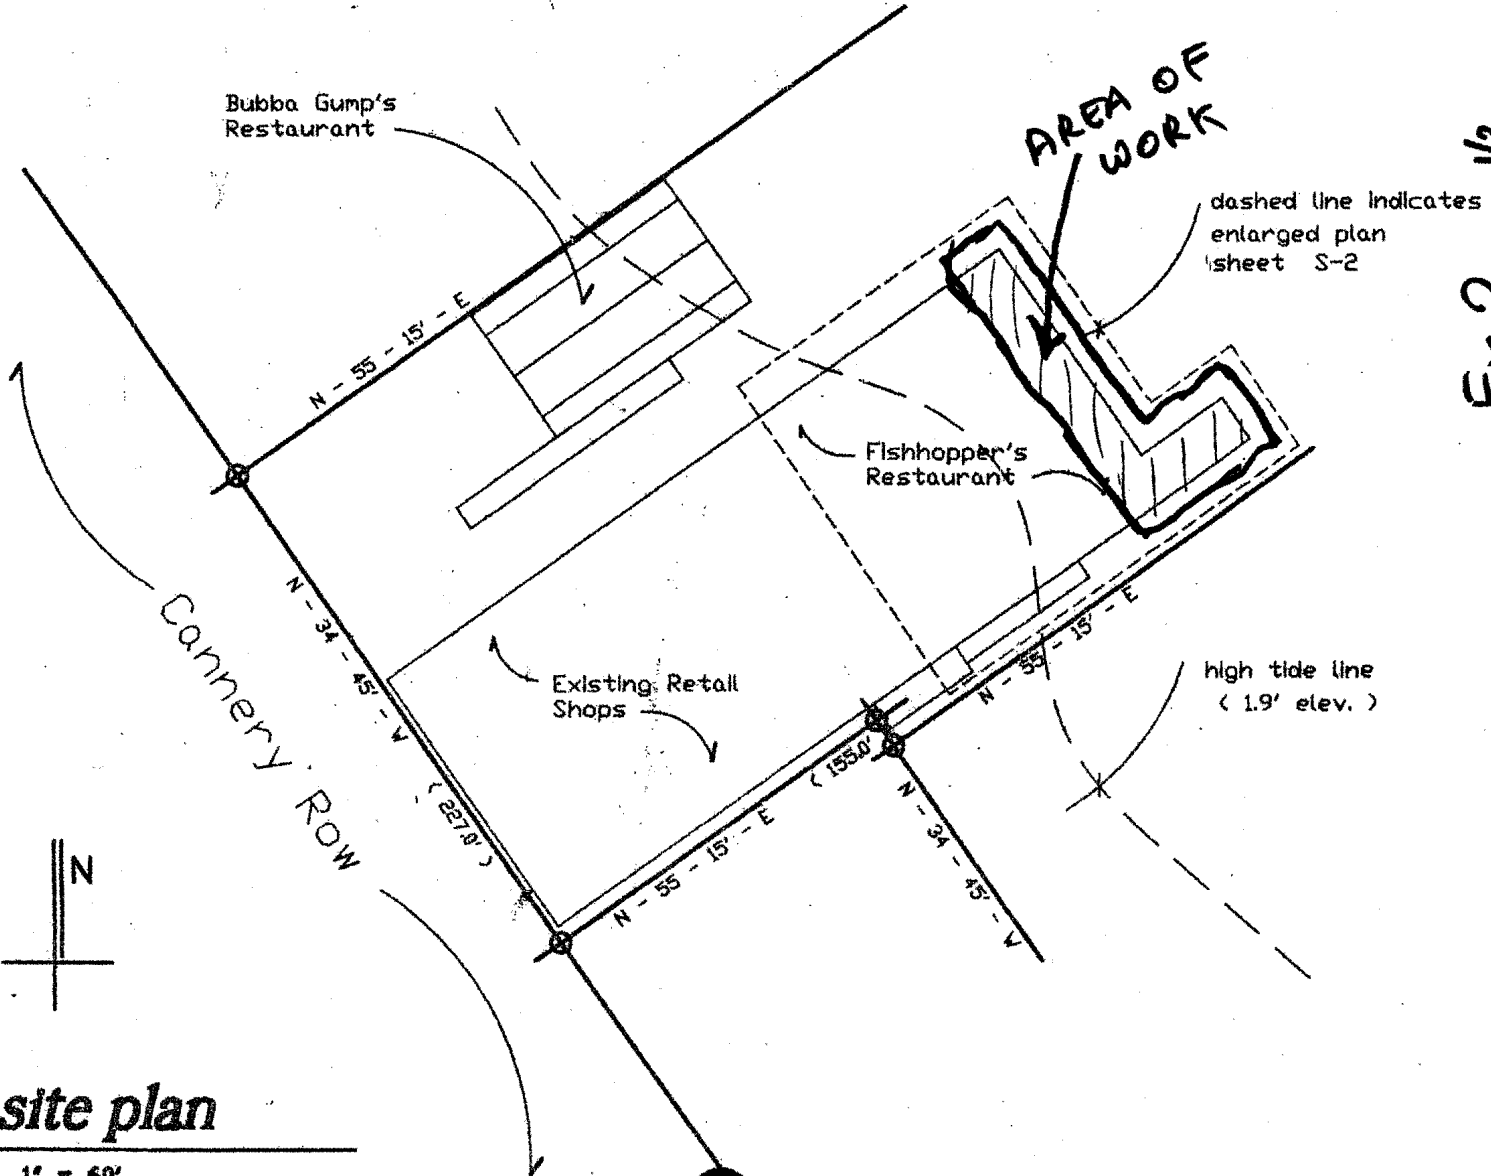 AREA OF
WORK
Bubba Gump's
Restaurant
dashed line indicates
enlarged plan
sheet S-2
N - 55 - 15' - E
Fishhopper's
Restaurant
N - 34 - 45' - W
( 227.0' )
Cannery Row
Existing Retail
Shops
N - 55 - 15' - E
high tide line
( 1.9' elev. )
( 155.0' )
N - 55 - 15' - E
N - 34 - 45' - W
N
site plan